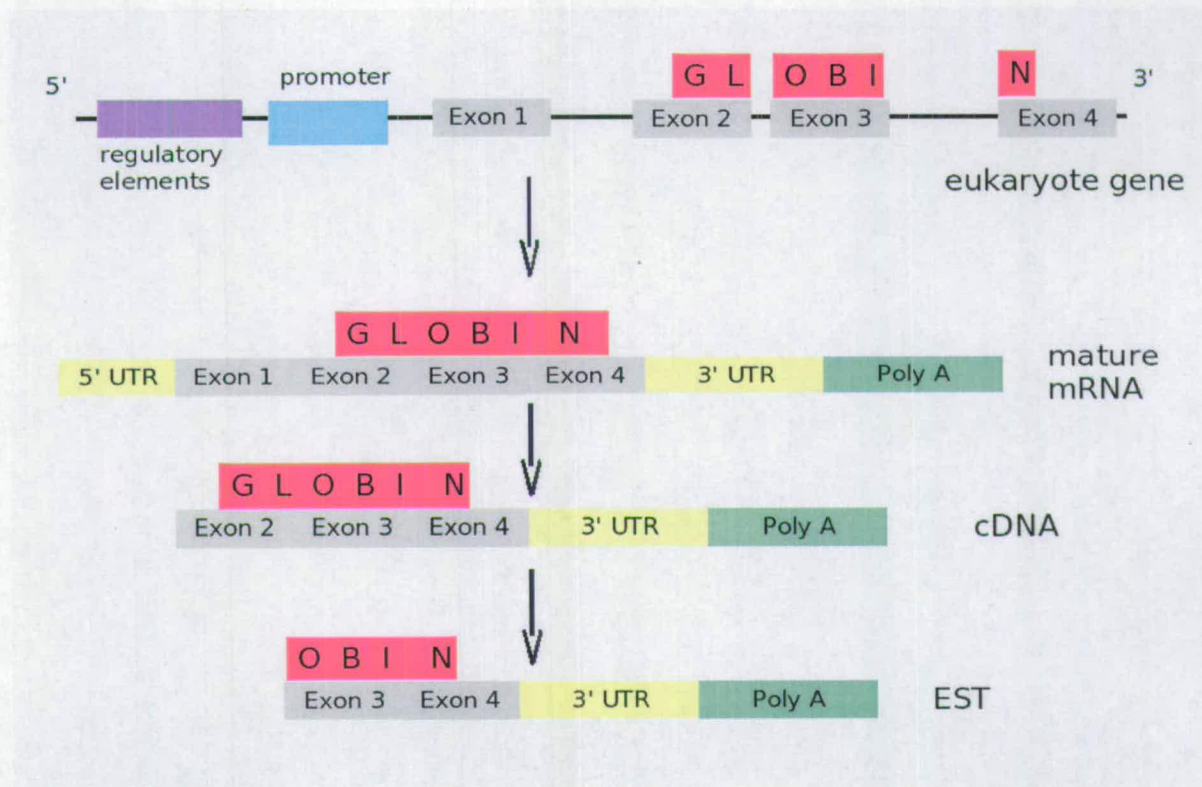 5' promoter G L O B I N 3'
Exon 1 Exon 2 Exon 3 Exon 4
regulatory
elements
eukaryote gene
G L O B I N
5' UTR Exon 1 Exon 2 Exon 3 Exon 4 3' UTR Poly A
mature
mRNA
G L O B I N
Exon 2 Exon 3 Exon 4 3' UTR Poly A cDNA
O B I N
Exon 3 Exon 4 3' UTR Poly A EST